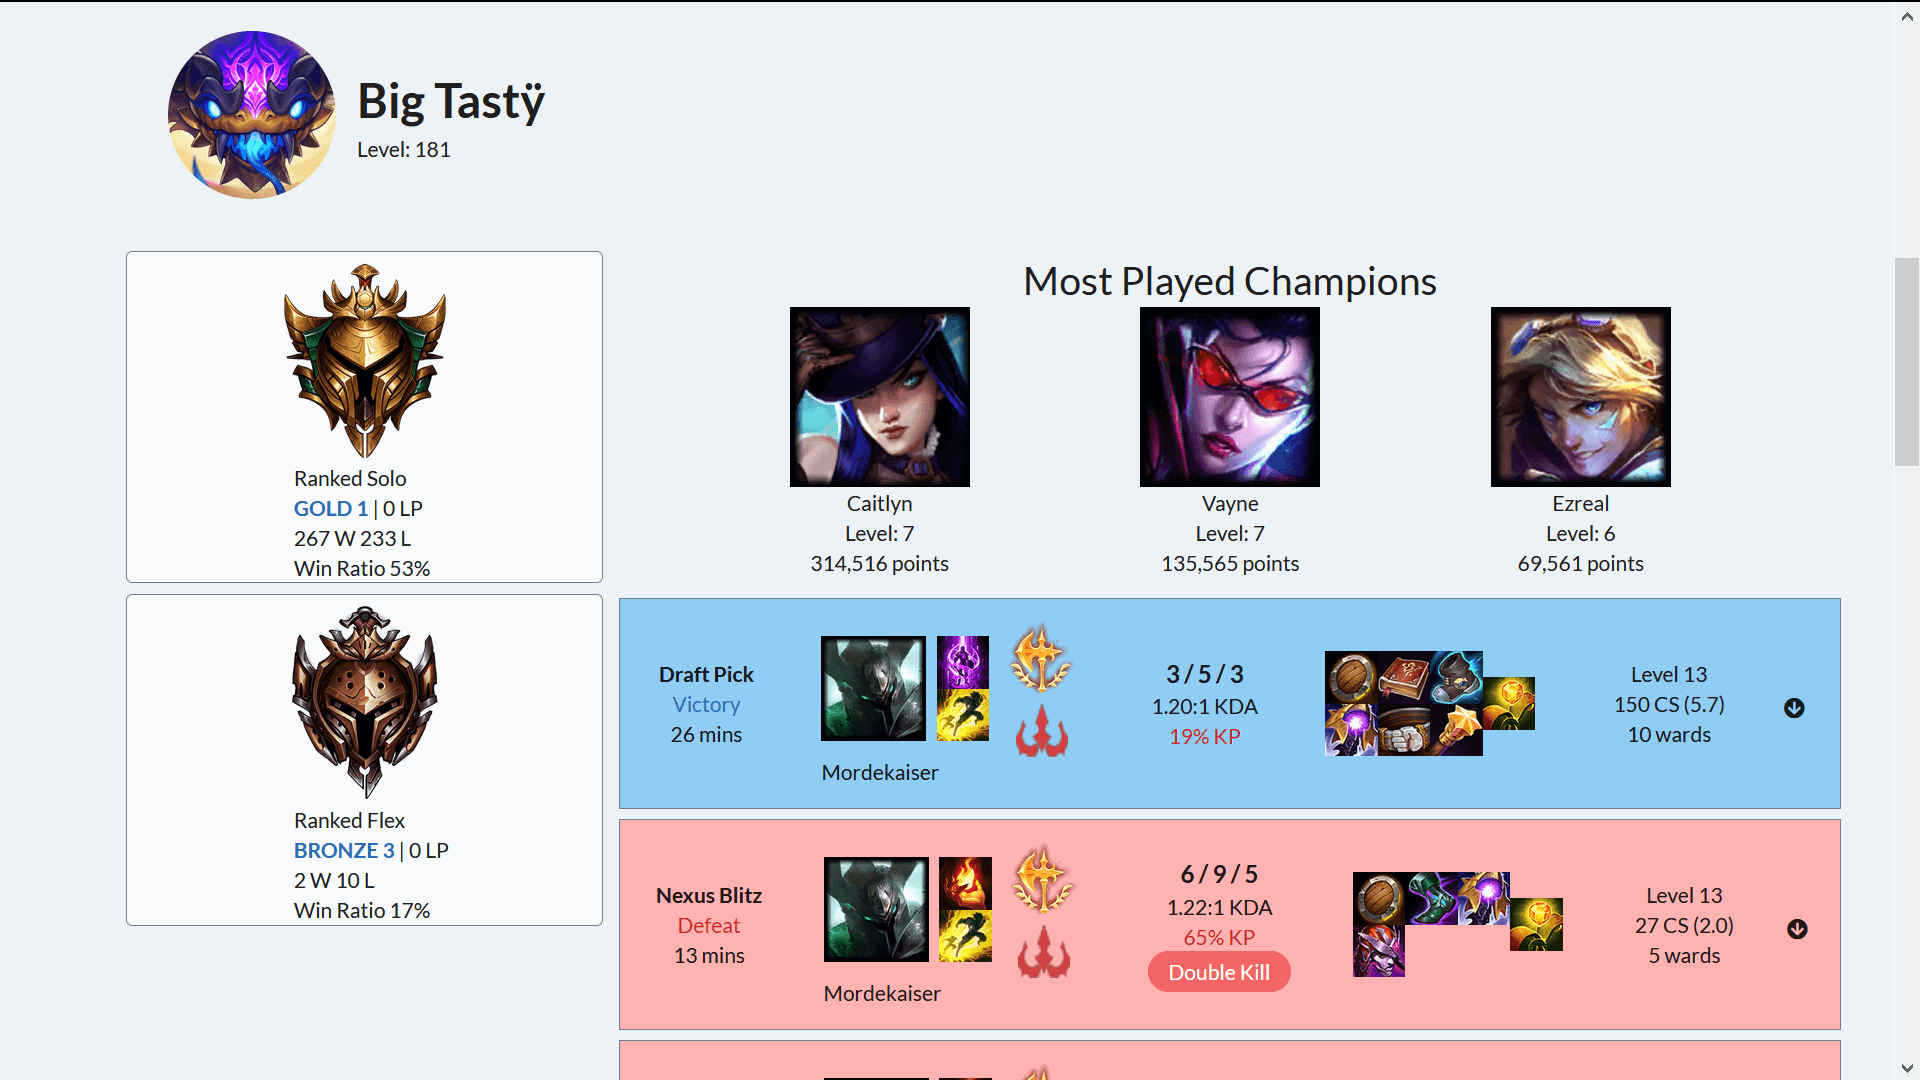 Big Tastÿ
Level: 181
Ranked Solo
GOLD 1 | 0 LP
267 W 233 L
Win Ratio 53%
Ranked Flex
BRONZE 3 | 0 LP
2 W 10 L
Win Ratio 17%
Most Played Champions
Caitlyn
Level: 7
314,516 points
Vayne
Level: 7
135,565 points
Ezreal
Level: 6
69,561 points
Draft Pick
Victory
26 mins
Mordekaiser
3 / 5 / 3
1.20:1 KDA
19% KP
Level 13
150 CS (5.7)
10 wards
Nexus Blitz
Defeat
13 mins
Mordekaiser
6 / 9 / 5
1.22:1 KDA
65% KP
Double Kill
Level 13
27 CS (2.0)
5 wards